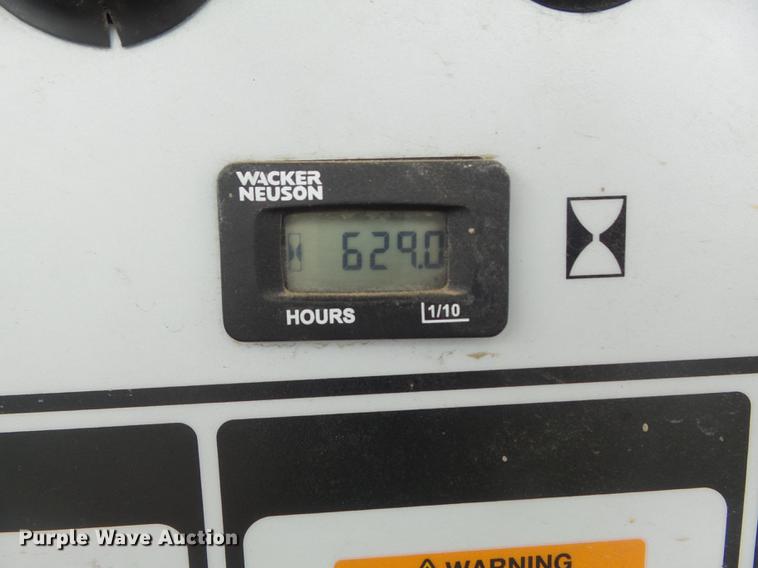 WACKER
NEUSON
629.0
HOURS 1/10
WARNING
Purple Wave Auction